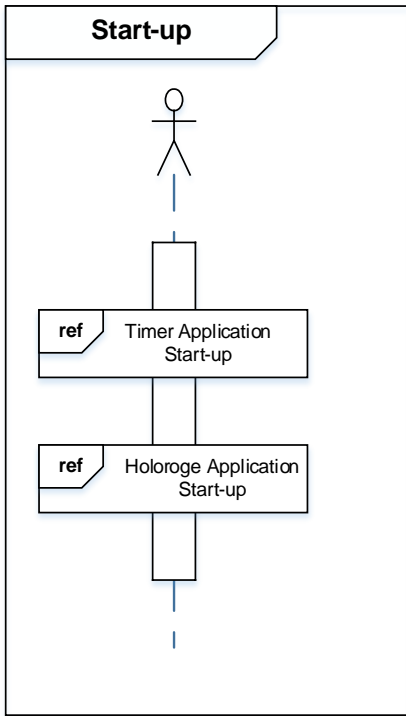 Start-up
ref
Timer Application
Start-up
ref
Holoroge Application
Start-up